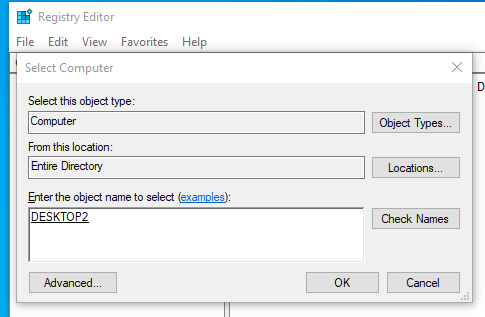 Registry Editor
File Edit View Favorites Help
Select Computer
Select this object type:
Computer
Object Types...
From this location:
Entire Directory
Locations...
Enter the object name to select (examples):
DESKTOP2
Check Names
Advanced...
OK
Cancel